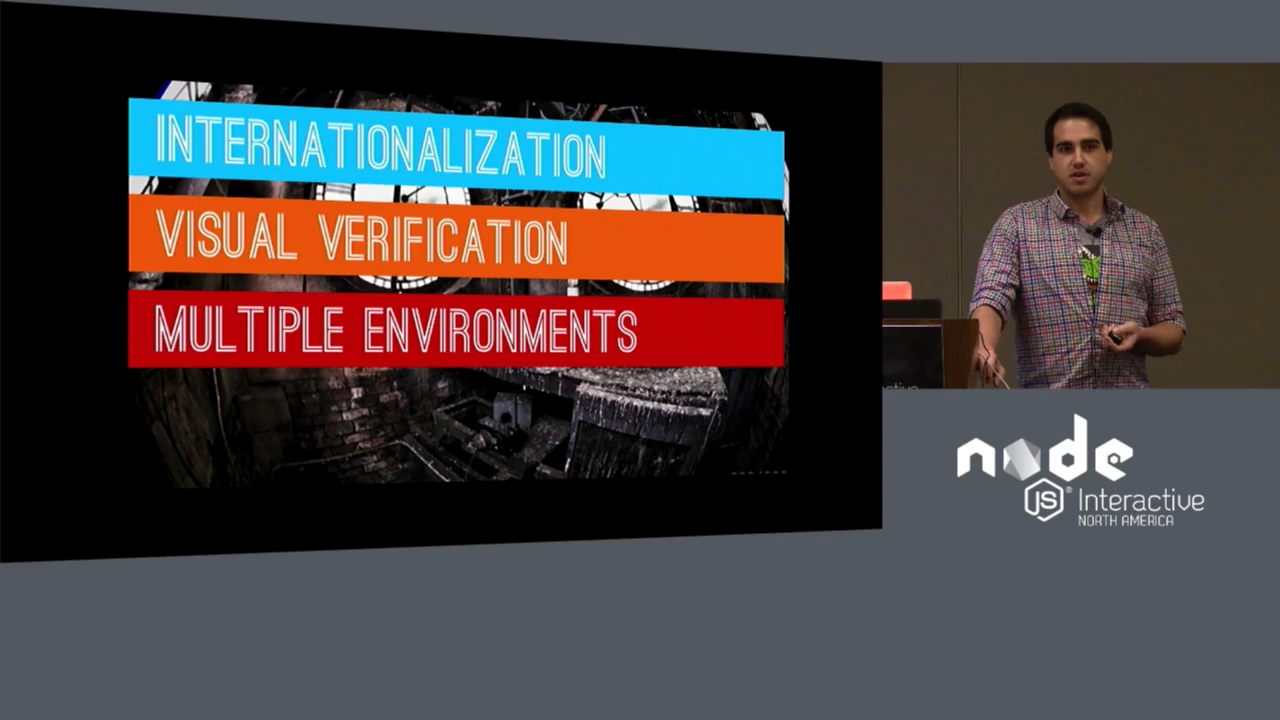 INTERNATIONALIZATION
VISUAL VERIFICATION
MULTIPLE ENVIRONMENTS
node
JS® Interactive
NORTH AMERICA